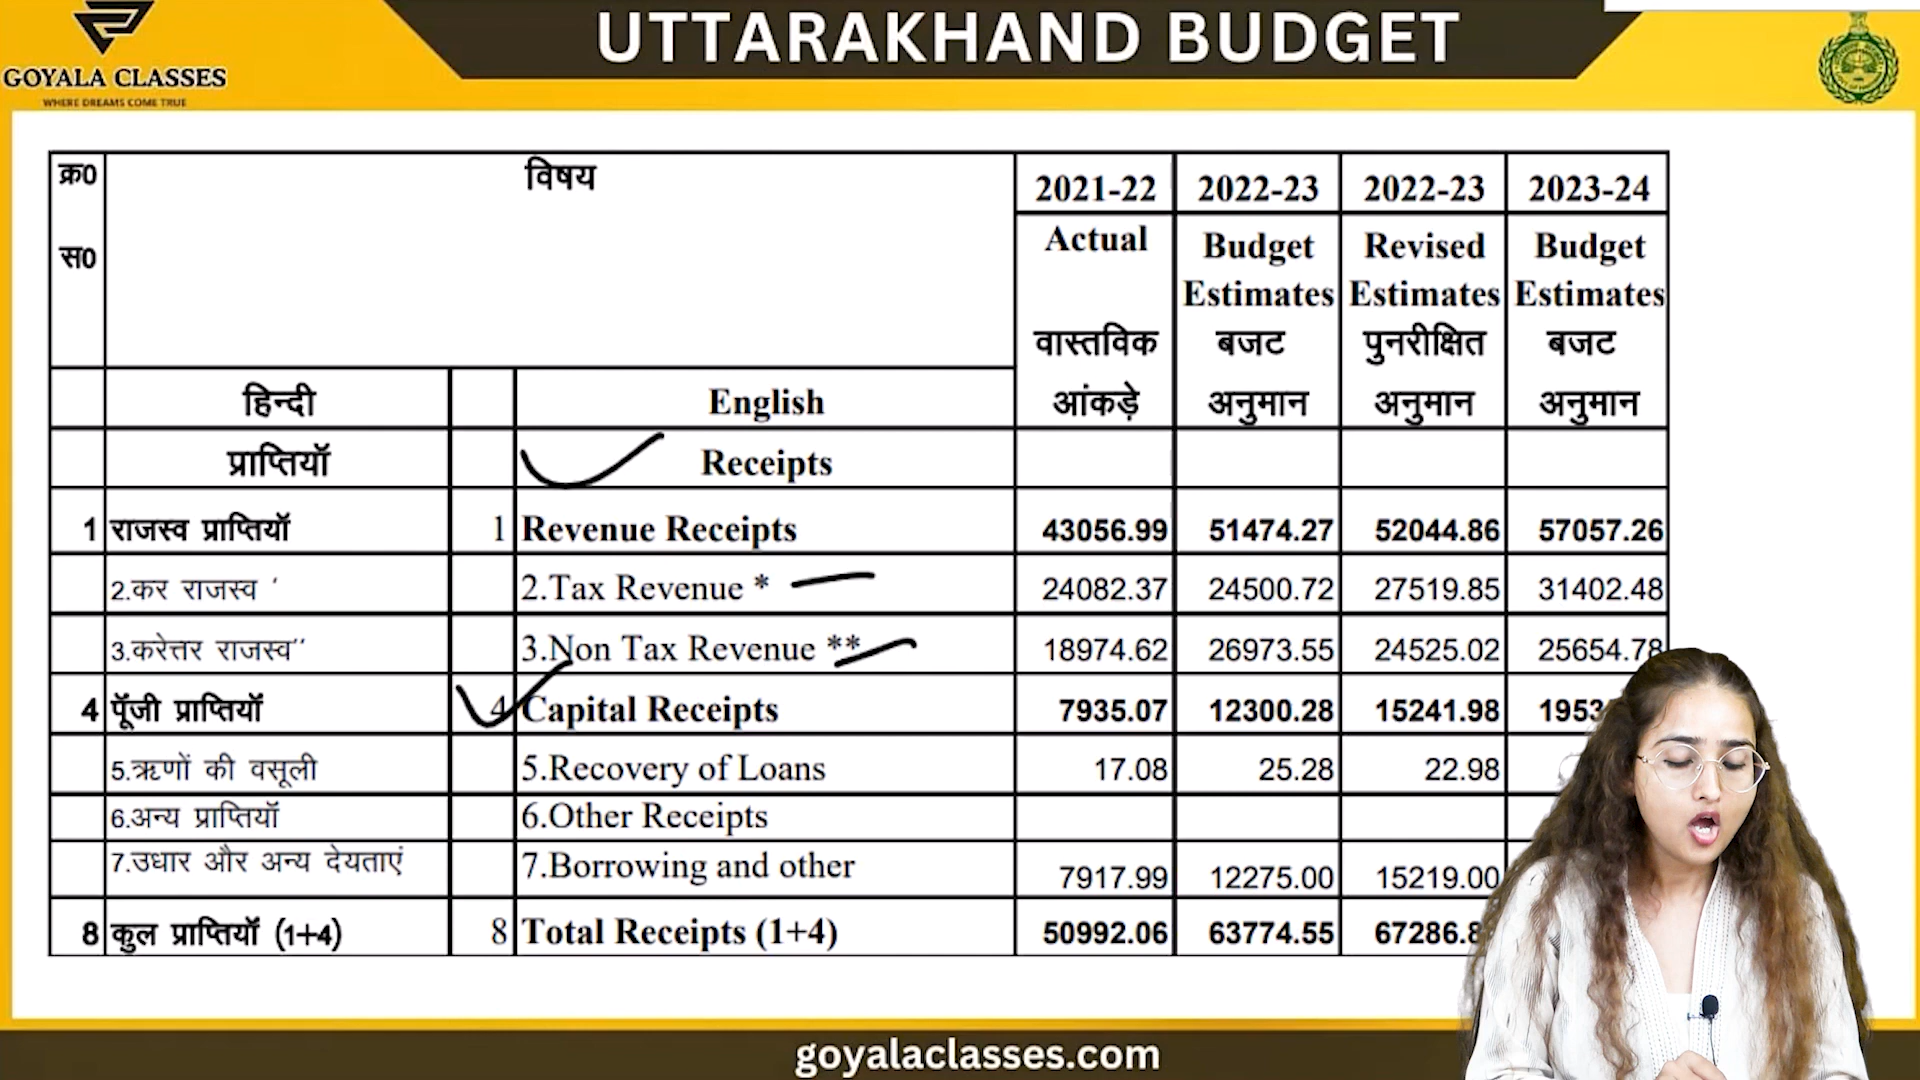 UTTARAKHAND BUDGET
GOYALA CLASSES
WHERE DREAMS COME TRUE
क्र0 विषय 2021-22 2022-23 2022-23 2023-24
स0 Actual Budget Revised Budget
Estimates Estimates Estimates
वास्तविक बजट पुनरीक्षित बजट
हिन्दी English आंकड़े अनुमान अनुमान अनुमान
प्राप्तियॉ Receipts
1 राजस्व प्राप्तियॉ 1 Revenue Receipts 43056.99 51474.27 52044.86 57057.26
2.कर राजस्व ' 2.Tax Revenue * 24082.37 24500.72 27519.85 31402.48
3.करेत्तर राजस्व'' 3.Non Tax Revenue ** 18974.62 26973.55 24525.02 25654.78
4 पूॅजी प्राप्तियॉ 4 Capital Receipts 7935.07 12300.28 15241.98
5.ऋणों की वसूली 5.Recovery of Loans 17.08 25.28 22.98
6.अन्य प्राप्तियॉ 6.Other Receipts
7.उधार और अन्य देयताएं 7.Borrowing and other 7917.99 12275.00 15219.00
8 कुल प्राप्तियॉ (1+4) 8 Total Receipts (1+4) 50992.06 63774.55
goyalaclasses.com